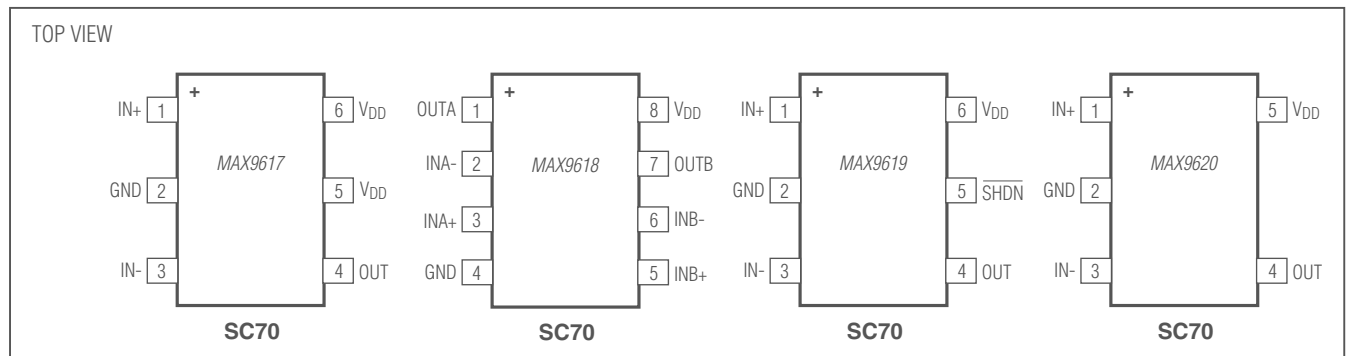 TOP VIEW
+
IN+ 1
6 VDD
MAX9617
GND 2
5 VDD
IN- 3
4 OUT
SC70
+
OUTA 1
8 VDD
INA- 2
7 OUTB
MAX9618
INA+ 3
6 INB-
GND 4
5 INB+
SC70
+
IN+ 1
6 VDD
MAX9619
GND 2
5 SHDN
IN- 3
4 OUT
SC70
+
IN+ 1
5 VDD
MAX9620
GND 2
IN- 3
4 OUT
SC70